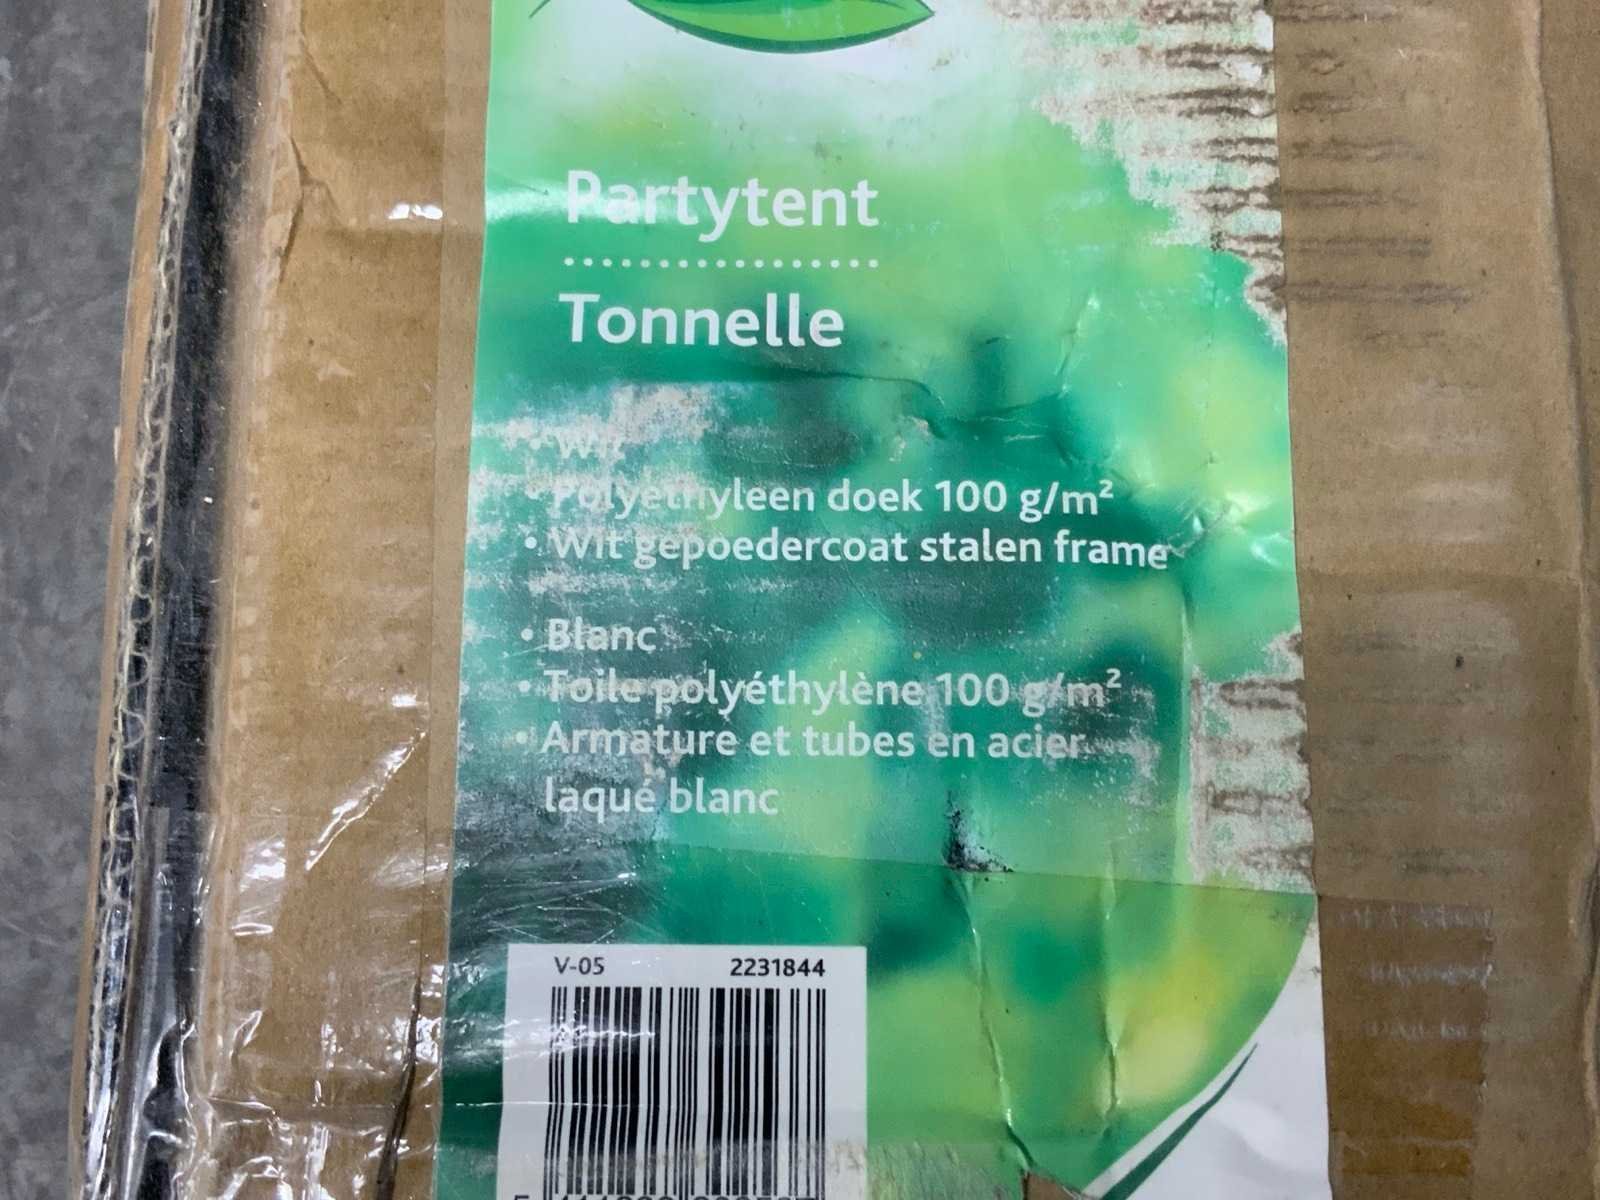 Partytent
Tonnelle
• Wit
• Polyethyleen doek 100 g/m²
• Wit gepoedercoat stalen frame
• Blanc
• Toile polyéthylène 100 g/m²
• Armature et tubes en acier
laqué blanc
V-05 2231844